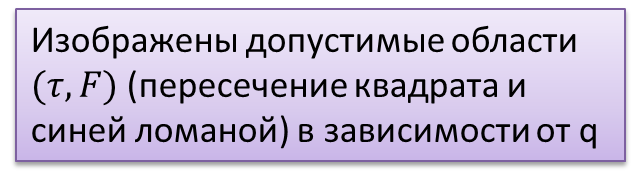 Изображены допустимые области
(τ, F) (пересечение квадрата и
синей ломаной) в зависимости от q